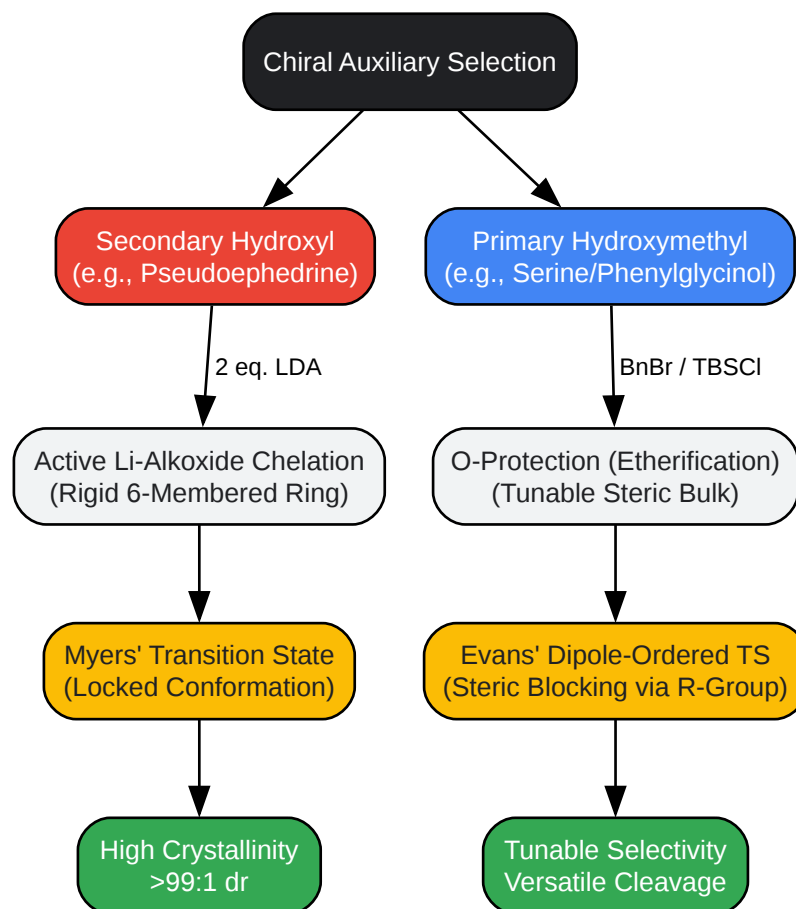 Chiral Auxiliary Selection
Secondary Hydroxyl
(e.g., Pseudoephedrine)
Primary Hydroxymethyl
(e.g., Serine/Phenylglycinol)
2 eq. LDA
BnBr / TBSCl
Active Li-Alkoxide Chelation
(Rigid 6-Membered Ring)
O-Protection (Etherification)
(Tunable Steric Bulk)
Myers' Transition State
(Locked Conformation)
Evans' Dipole-Ordered TS
(Steric Blocking via R-Group)
High Crystallinity
>99:1 dr
Tunable Selectivity
Versatile Cleavage